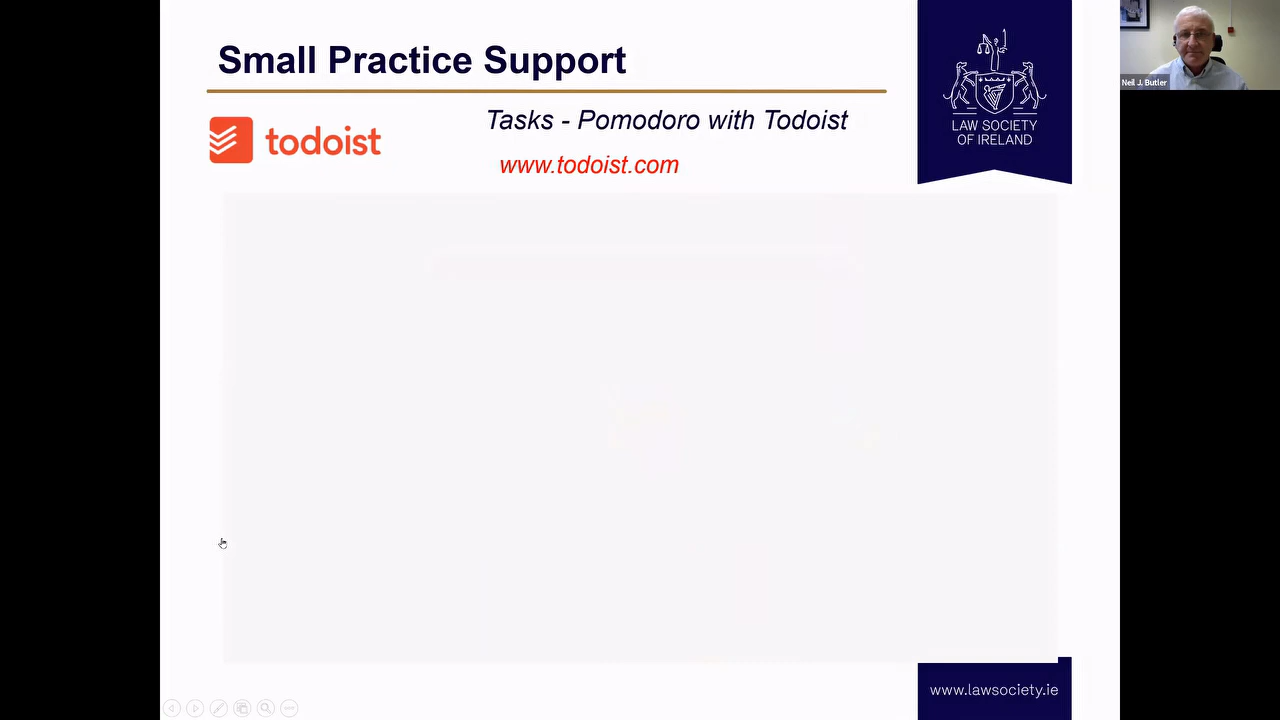 Small Practice Support
todoist
Tasks - Pomodoro with Todoist
www.todoist.com
LAW SOCIETY
OF IRELAND
Neil J. Butler
www.lawsociety.ie